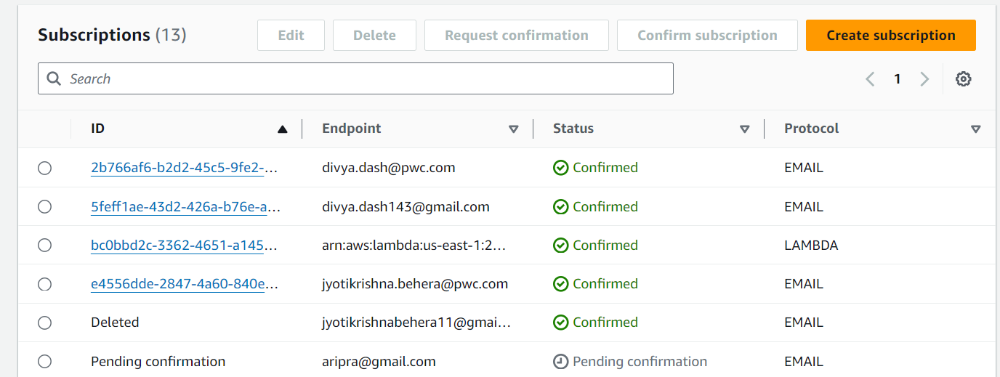 Subscriptions (13) Edit Delete Request confirmation Confirm subscription Create subscription
Search 1
ID Endpoint Status Protocol
2b766af6-b2d2-45c5-9fe2-... divya.dash@pwc.com Confirmed EMAIL
5feff1ae-43d2-426a-b76e-a... divya.dash143@gmail.com Confirmed EMAIL
bc0bbd2c-3362-4651-a145... arn:aws:lambda:us-east-1:2... Confirmed LAMBDA
e4556dde-2847-4a60-840e... jyotikrishna.behera@pwc.com Confirmed EMAIL
Deleted jyotikrishnabehera11@gmai... Confirmed EMAIL
Pending confirmation aripra@gmail.com Pending confirmation EMAIL